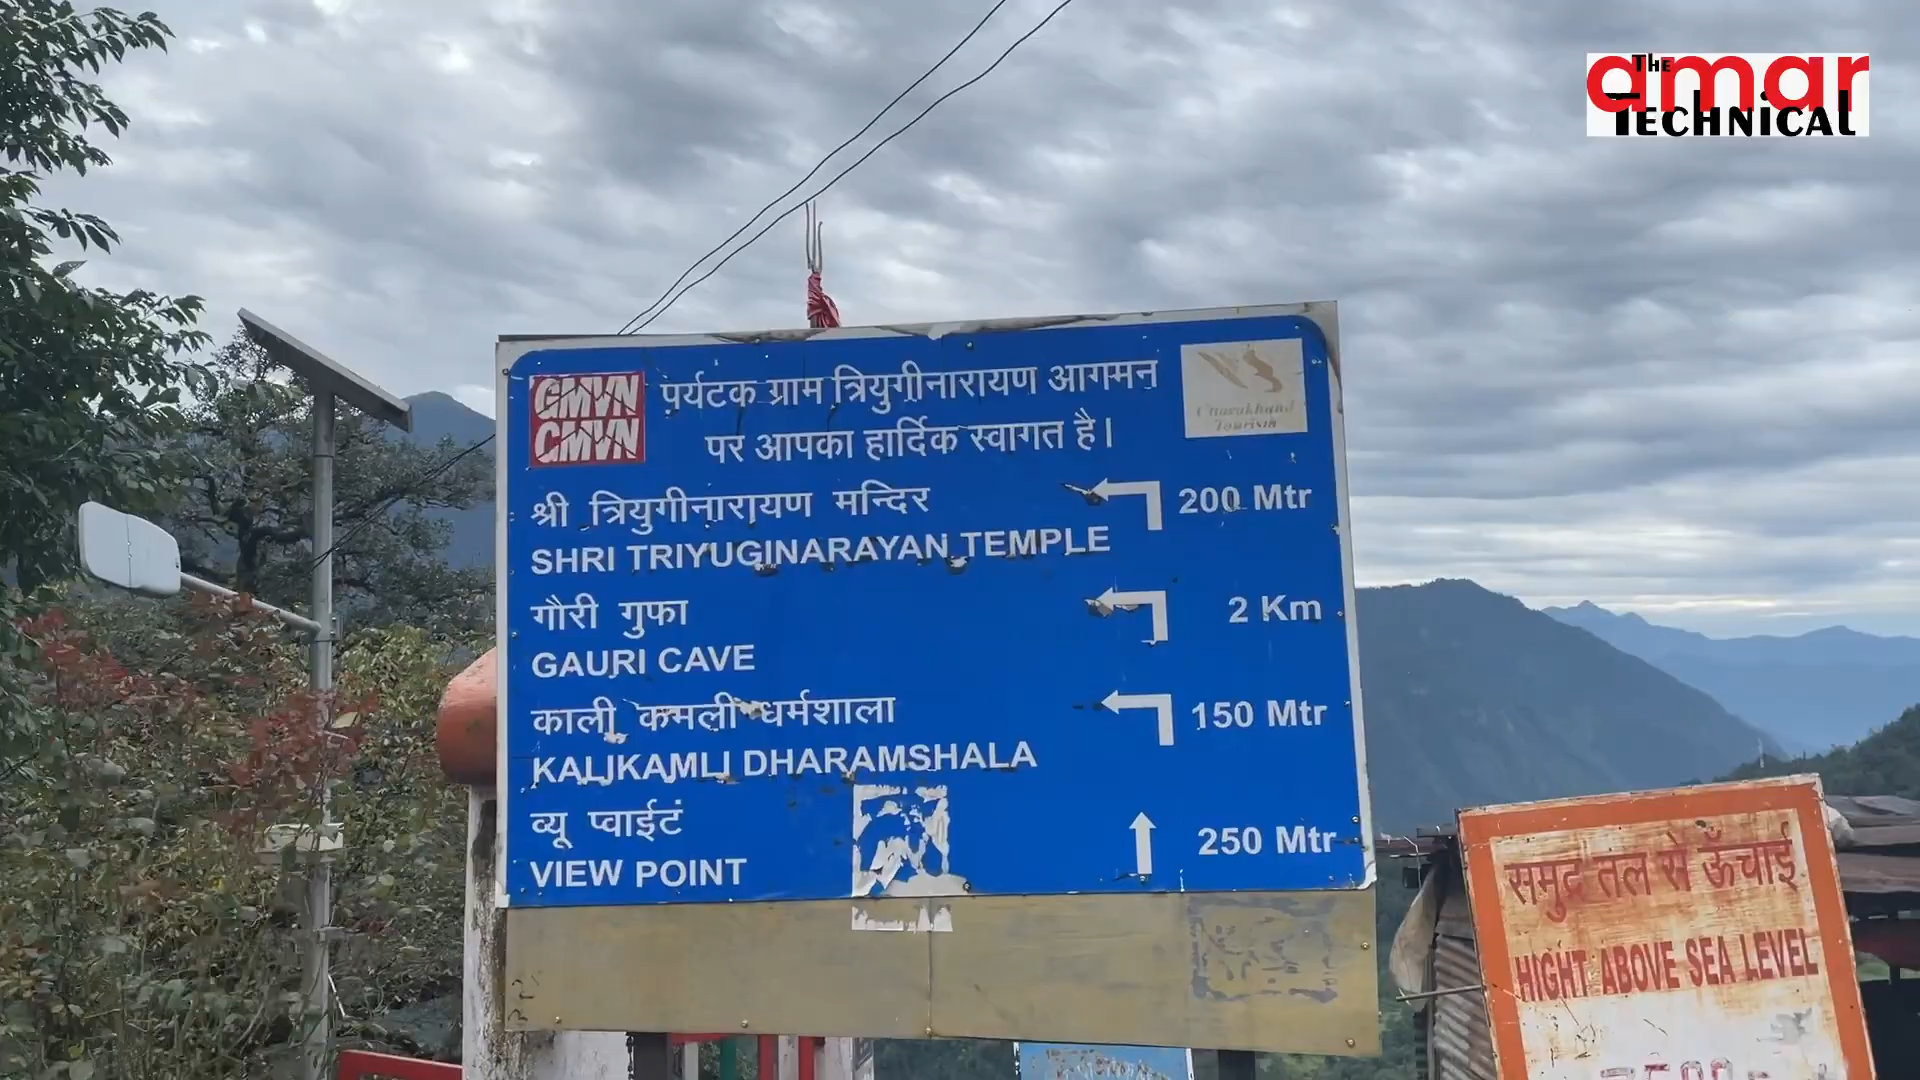 THE
amar
TECHNICAL
GMVN
GMVN
पर्यटक ग्राम त्रियुगीनारायण आगमन
पर आपका हार्दिक स्वागत है।
Uttarakhand
Tourism
श्री त्रियुगीनारायण मन्दिर
200 Mtr
SHRI TRIYUGINARAYAN TEMPLE
गौरी गुफा
2 Km
GAURI CAVE
काली कमली धर्मशाला
150 Mtr
KALIKAMLI DHARAMSHALA
व्यू प्वाईटं
250 Mtr
VIEW POINT
समुद्र तल से ऊँचाई
HIGHT ABOVE SEA LEVEL